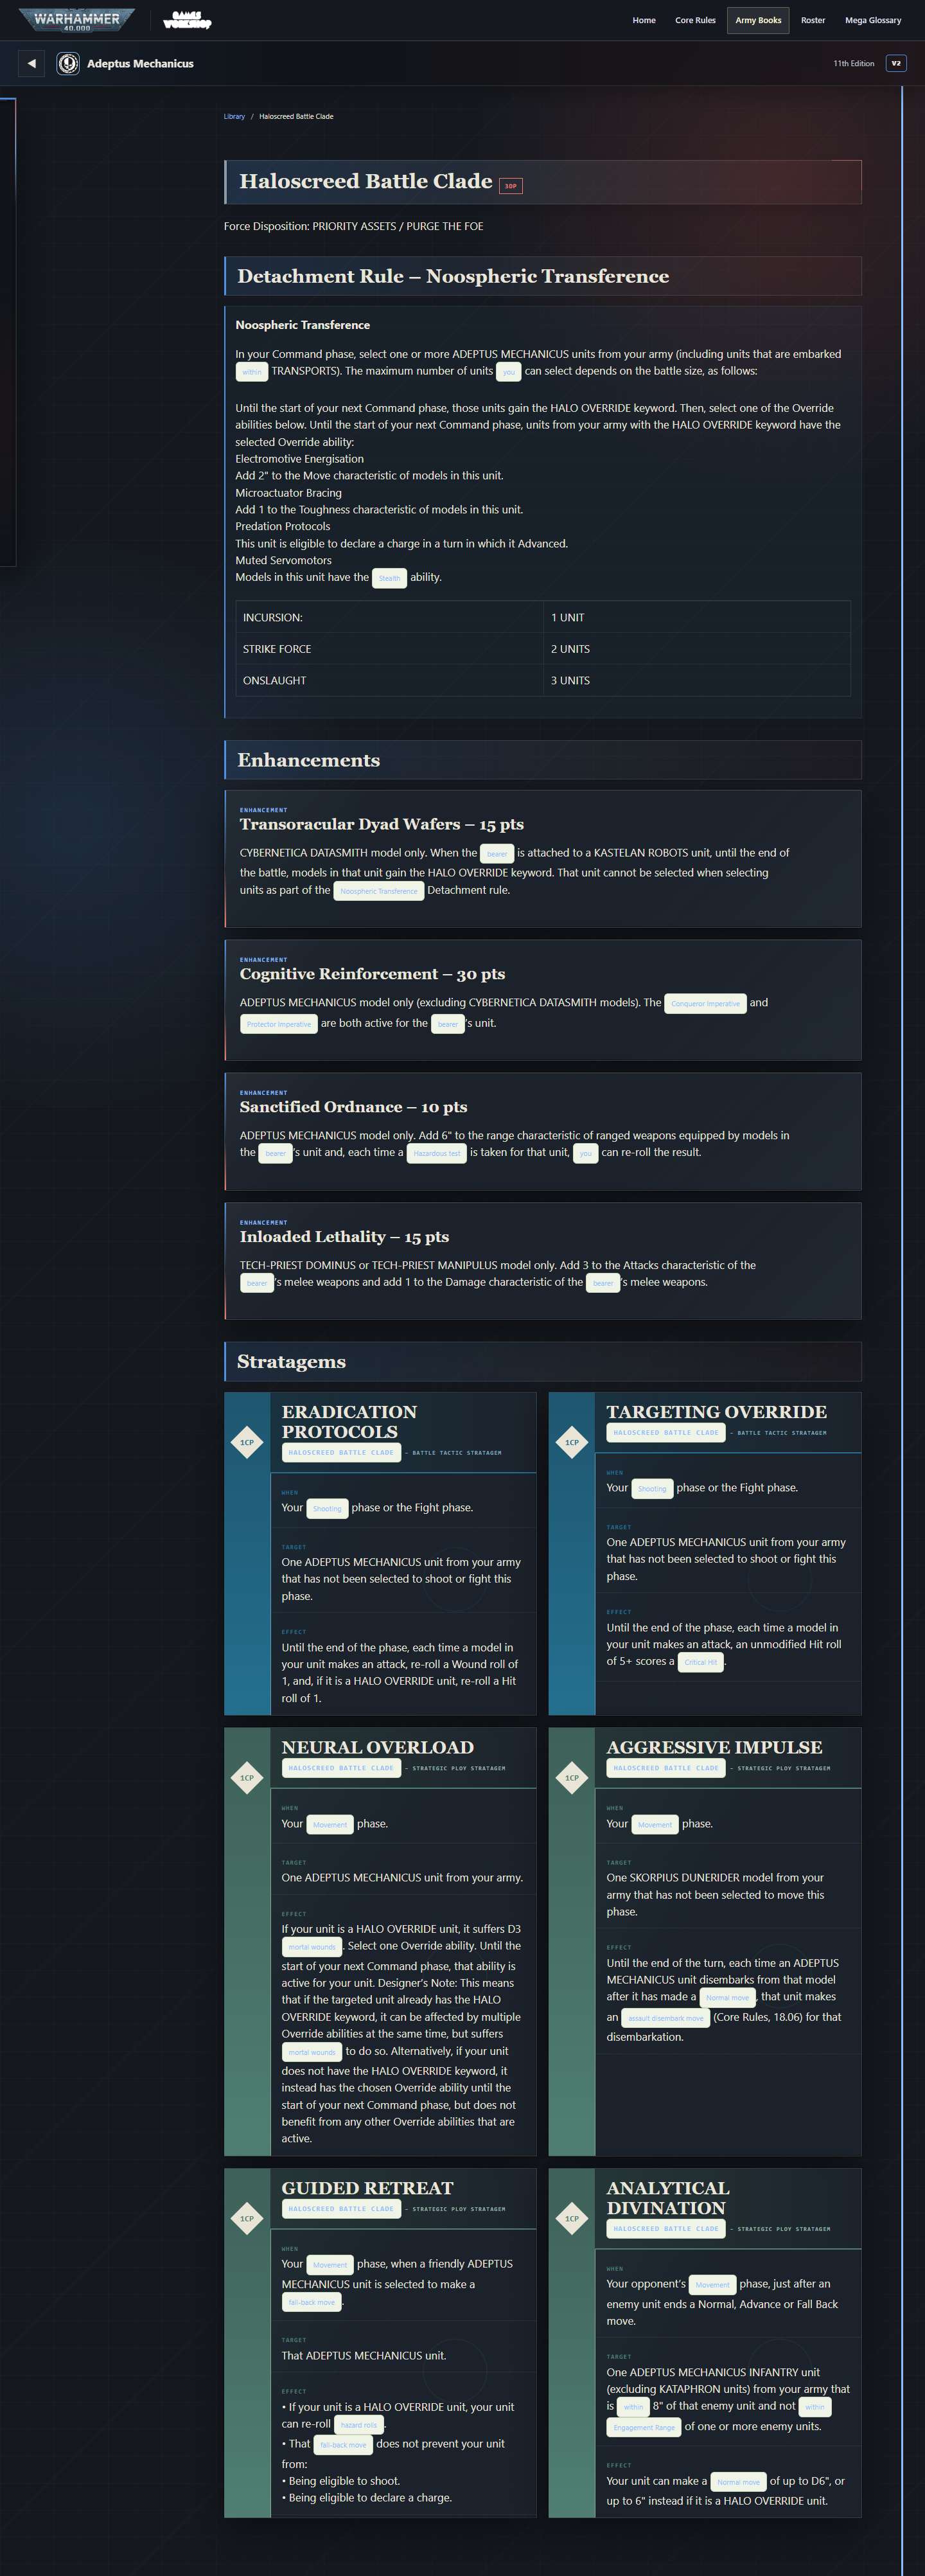 WARHAMMER
40,000
GAMES
WORKSHOP
Home
Core Rules
Army Books
Roster
Mega Glossary
Adeptus Mechanicus
11th Edition
V2
Library / Haloscreed Battle Clade
Haloscreed Battle Clade 3DP
Force Disposition: PRIORITY ASSETS / PURGE THE FOE
Detachment Rule – Noospheric Transference
Noospheric Transference
In your Command phase, select one or more ADEPTUS MECHANICUS units from your army (including units that are embarked
within TRANSPORTS). The maximum number of units you can select depends on the battle size, as follows:
Until the start of your next Command phase, those units gain the HALO OVERRIDE keyword. Then, select one of the Override
abilities below. Until the start of your next Command phase, units from your army with the HALO OVERRIDE keyword have the
selected Override ability:
Electromotive Energisation
Add 2" to the Move characteristic of models in this unit.
Microactuator Bracing
Add 1 to the Toughness characteristic of models in this unit.
Predation Protocols
This unit is eligible to declare a charge in a turn in which it Advanced.
Muted Servomotors
Models in this unit have the Stealth ability.
INCURSION: 1 UNIT
STRIKE FORCE 2 UNITS
ONSLAUGHT 3 UNITS
Enhancements
ENHANCEMENT
Transoracular Dyad Wafers – 15 pts
CYBERNETICA DATASMITH model only. When the bearer is attached to a KASTELAN ROBOTS unit, until the end of
the battle, models in that unit gain the HALO OVERRIDE keyword. That unit cannot be selected when selecting
units as part of the Noospheric Transference Detachment rule.
ENHANCEMENT
Cognitive Reinforcement – 30 pts
ADEPTUS MECHANICUS model only (excluding CYBERNETICA DATASMITH models). The Conqueror Imperative and
Protector Imperative are both active for the bearer's unit.
ENHANCEMENT
Sanctified Ordnance – 10 pts
ADEPTUS MECHANICUS model only. Add 6" to the range characteristic of ranged weapons equipped by models in
the bearer's unit and, each time a Hazardous test is taken for that unit, you can re-roll the result.
ENHANCEMENT
Inloaded Lethality – 15 pts
TECH-PRIEST DOMINUS or TECH-PRIEST MANIPULUS model only. Add 3 to the Attacks characteristic of the
bearer's melee weapons and add 1 to the Damage characteristic of the bearer's melee weapons.
Stratagems
1CP
ERADICATION
PROTOCOLS
HALOSCREED BATTLE CLADE – BATTLE TACTIC STRATAGEM
WHEN
Your Shooting phase or the Fight phase.
TARGET
One ADEPTUS MECHANICUS unit from your army
that has not been selected to shoot or fight this
phase.
EFFECT
Until the end of the phase, each time a model in
your unit makes an attack, re-roll a Wound roll of
1, and, if it is a HALO OVERRIDE unit, re-roll a Hit
roll of 1.
1CP
TARGETING OVERRIDE
HALOSCREED BATTLE CLADE – BATTLE TACTIC STRATAGEM
WHEN
Your Shooting phase or the Fight phase.
TARGET
One ADEPTUS MECHANICUS unit from your army
that has not been selected to shoot or fight this
phase.
EFFECT
Until the end of the phase, each time a model in
your unit makes an attack, an unmodified Hit roll
of 5+ scores a Critical Hit.
1CP
NEURAL OVERLOAD
HALOSCREED BATTLE CLADE – STRATEGIC PLOY STRATAGEM
WHEN
Your Movement phase.
TARGET
One ADEPTUS MECHANICUS unit from your army.
EFFECT
If your unit is a HALO OVERRIDE unit, it suffers D3
mortal wounds. Select one Override ability. Until the
start of your next Command phase, that ability is
active for your unit. Designer's Note: This means
that if the targeted unit already has the HALO
OVERRIDE keyword, it can be affected by multiple
Override abilities at the same time, but suffers
mortal wounds to do so. Alternatively, if your unit
does not have the HALO OVERRIDE keyword, it
instead has the chosen Override ability until the
start of your next Command phase, but does not
benefit from any other Override abilities that are
active.
1CP
AGGRESSIVE IMPULSE
HALOSCREED BATTLE CLADE – STRATEGIC PLOY STRATAGEM
WHEN
Your Movement phase.
TARGET
One SKORPIUS DUNERIDER model from your
army that has not been selected to move this
phase.
EFFECT
Until the end of the turn, each time an ADEPTUS
MECHANICUS unit disembarks from that model
after it has made a Normal move, that unit makes
an assault disembark move (Core Rules, 18.06) for that
disembarkation.
1CP
GUIDED RETREAT
HALOSCREED BATTLE CLADE – STRATEGIC PLOY STRATAGEM
WHEN
Your Movement phase, when a friendly ADEPTUS
MECHANICUS unit is selected to make a
fall-back move.
TARGET
That ADEPTUS MECHANICUS unit.
EFFECT
• If your unit is a HALO OVERRIDE unit, your unit
can re-roll hazard rolls.
• That fall-back move does not prevent your unit
from:
• Being eligible to shoot.
• Being eligible to declare a charge.
1CP
ANALYTICAL
DIVINATION
HALOSCREED BATTLE CLADE – STRATEGIC PLOY STRATAGEM
WHEN
Your opponent's Movement phase, just after an
enemy unit ends a Normal, Advance or Fall Back
move.
TARGET
One ADEPTUS MECHANICUS INFANTRY unit
(excluding KATAPHRON units) from your army that
is within 8" of that enemy unit and not within
Engagement Range of one or more enemy units.
EFFECT
Your unit can make a Normal move of up to D6", or
up to 6" instead if it is a HALO OVERRIDE unit.